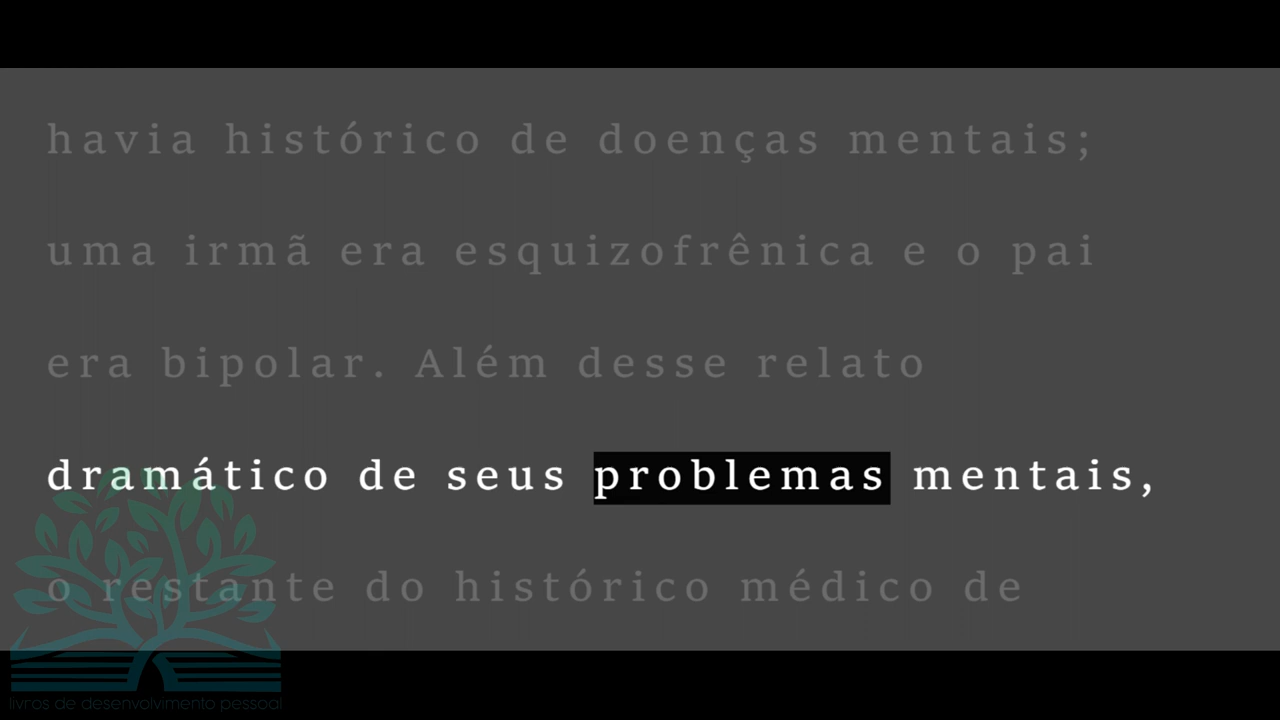 havia histórico de doenças mentais;
uma irmã era esquizofrênica e o pai
era bipolar. Além desse relato
dramático de seus problemas mentais,
o restante do histórico médico de
livros de desenvolvimento pessoal